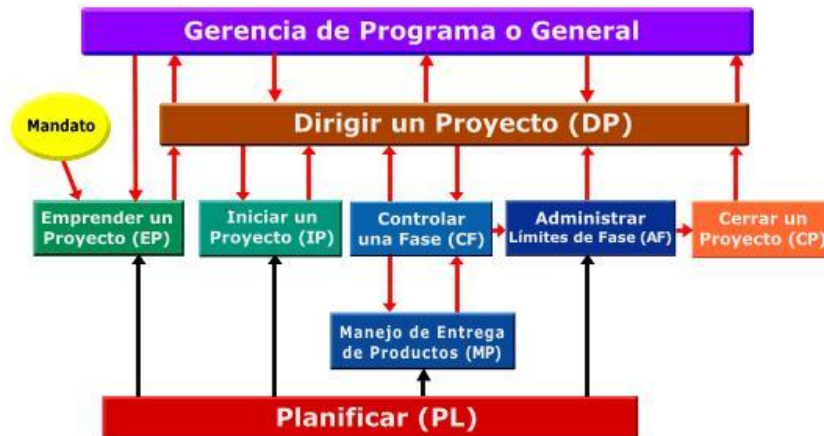 Gerencia de Programa o General
Mandato
Dirigir un Proyecto (DP)
Emprender un
Proyecto (EP)
Iniciar un
Proyecto (IP)
Controlar
una Fase (CF)
Administrar
Límites de Fase (AF)
Cerrar un
Proyecto (CP)
Manejo de Entrega
de Productos (MP)
Planificar (PL)